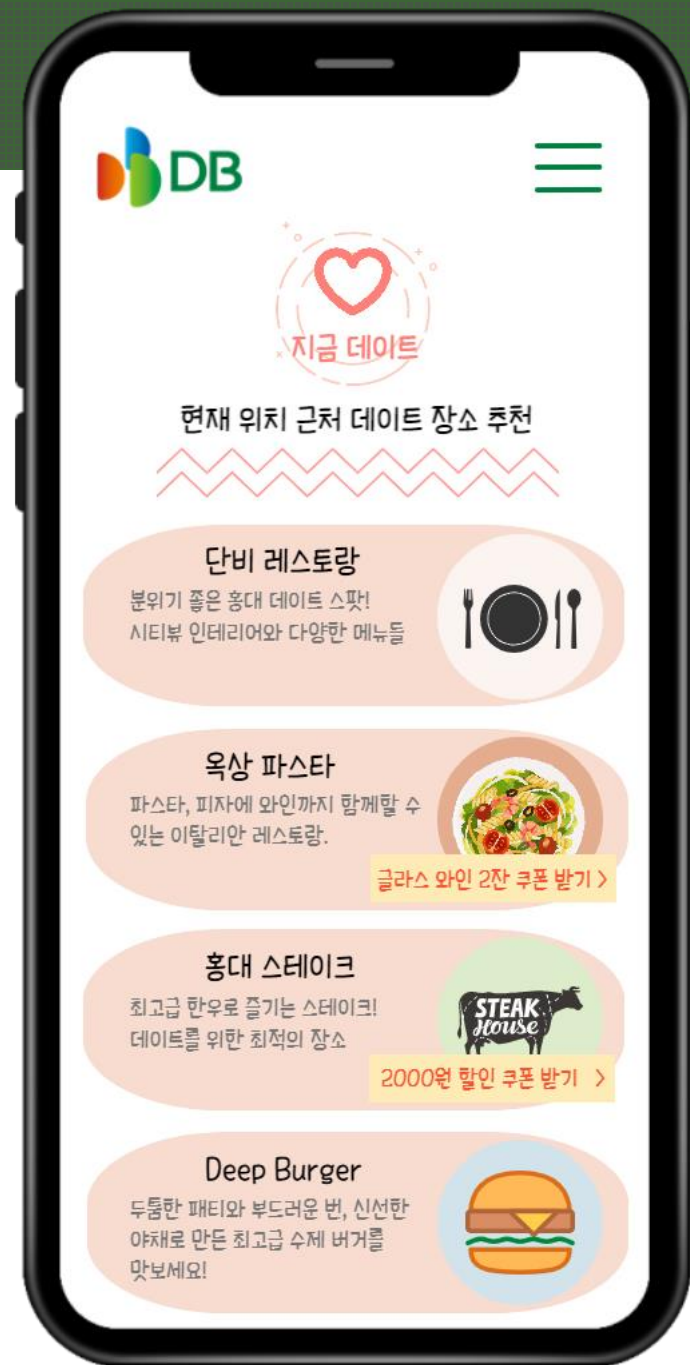 DB
지금 데이트
현재 위치 근처 데이트 장소 추천
단비 레스토랑
분위기 좋은 홍대 데이트 스팟!
시티뷰 인테리어와 다양한 메뉴들
옥상 파스타
파스타, 피자에 와인까지 함께할 수
있는 이탈리안 레스토랑.
글라스 와인 2잔 쿠폰 받기 >
홍대 스테이크
최고급 한우로 즐기는 스테이크!
데이트를 위한 최적의 장소
STEAK
House
2000원 할인 쿠폰 받기 >
Deep Burger
두툼한 패티와 부드러운 번, 신선한
야채로 만든 최고급 수제 버거를
맛보세요!